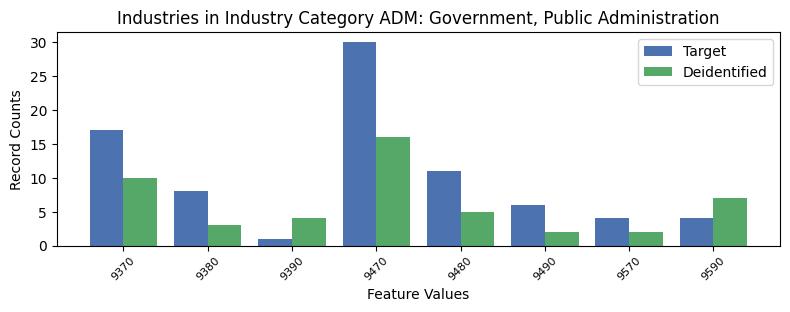 Industries in Industry Category ADM: Government, Public Administration
Target
Deidentified
Record Counts
30
25
20
15
10
5
0
9370 9380 9390 9470 9480 9490 9570 9590
Feature Values